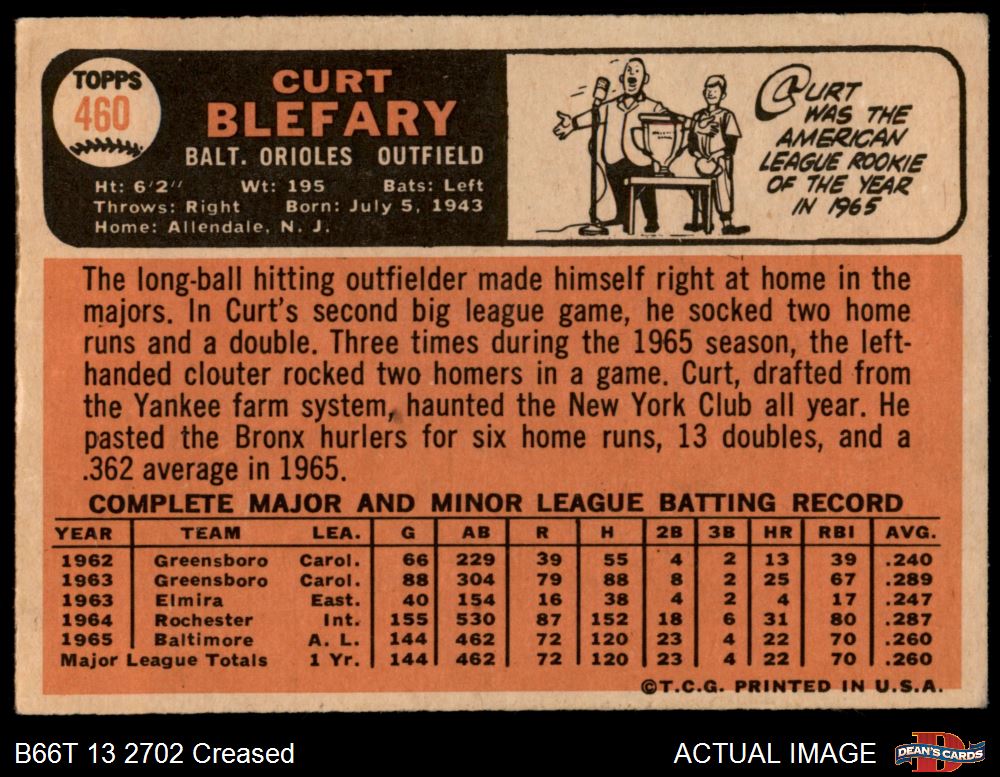 TOPPS
460
CURT
BLEFARY
BALT. ORIOLES OUTFIELD
Ht: 6'2" Wt: 195 Bats: Left
Throws: Right Born: July 5, 1943
Home: Allendale, N. J.
CURT
WAS THE
AMERICAN
LEAGUE ROOKIE
OF THE YEAR
IN 1965
The long-ball hitting outfielder made himself right at home in the
majors. In Curt's second big league game, he socked two home
runs and a double. Three times during the 1965 season, the left-
handed clouter rocked two homers in a game. Curt, drafted from
the Yankee farm system, haunted the New York Club all year. He
pasted the Bronx hurlers for six home runs, 13 doubles, and a
.362 average in 1965.
COMPLETE MAJOR AND MINOR LEAGUE BATTING RECORD
YEAR TEAM LEA. G AB R H 2B 3B HR RBI AVG.
1962 Greensboro Carol. 66 229 39 55 4 2 13 39 .240
1963 Greensboro Carol. 88 304 79 88 8 2 25 67 .289
1963 Elmira East. 40 154 16 38 4 2 4 17 .247
1964 Rochester Int. 155 530 87 152 18 6 31 80 .287
1965 Baltimore A. L. 144 462 72 120 23 4 22 70 .260
Major League Totals 1 Yr. 144 462 72 120 23 4 22 70 .260
©T.C.G. PRINTED IN U.S.A.
B66T 13 2702 Creased
ACTUAL IMAGE
DEAN'S CARDS